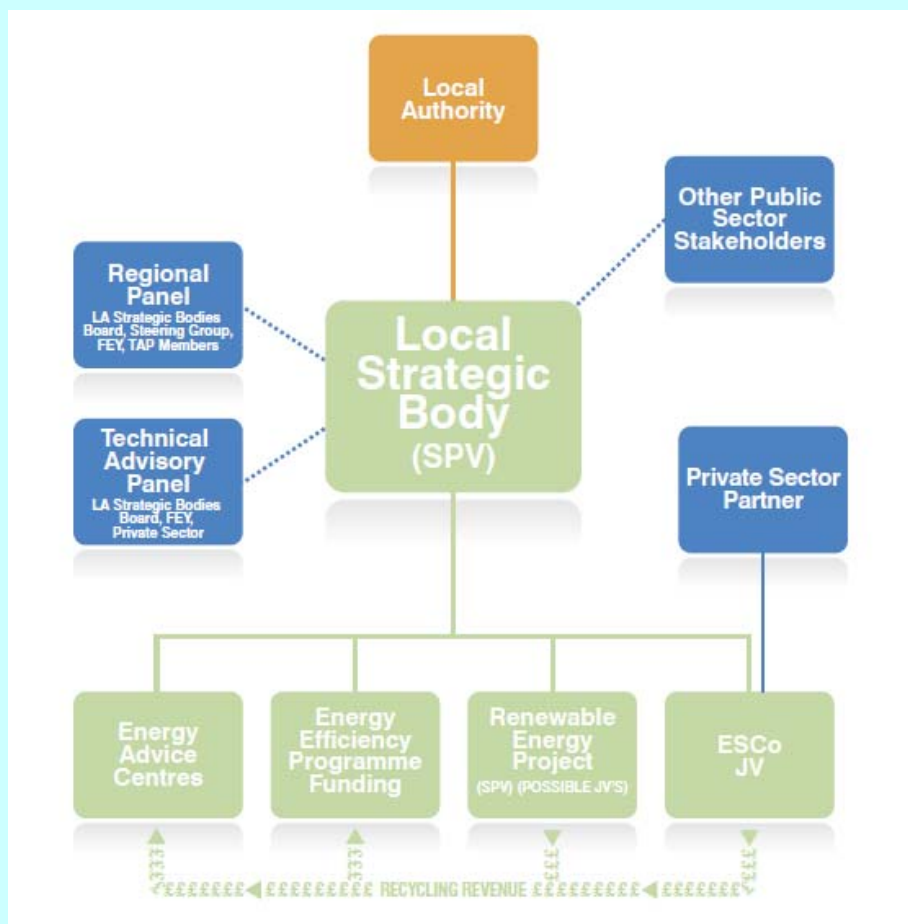 Local
Authority
Other Public
Sector
Stakeholders
Regional
Panel
LA Strategic Bodies
Board, Steering Group,
FEY, TAP Members
Local
Strategic
Body
(SPV)
Technical
Advisory
Panel
LA Strategic Bodies
Board, FEY,
Private Sector
Private Sector
Partner
Energy
Advice
Centres
Energy
Efficiency
Programme
Funding
Renewable
Energy
Project
(SPV) (POSSIBLE JV'S)
ESCo
JV
£££ £££ £££ £££
£££££££ £££££££££ RECYCLING REVENUE £££££££££ £££££££